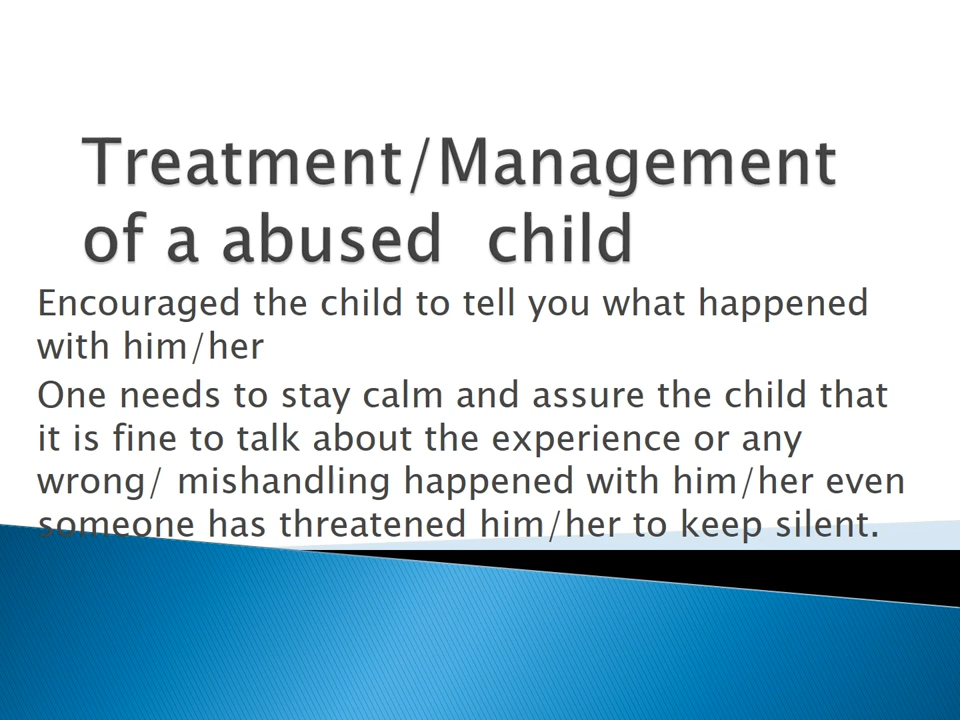 Treatment/Management
of a abused  child
Encouraged the child to tell you what happened
with him/her
One needs to stay calm and assure the child that
it is fine to talk about the experience or any
wrong/ mishandling happened with him/her even
someone has threatened him/her to keep silent.